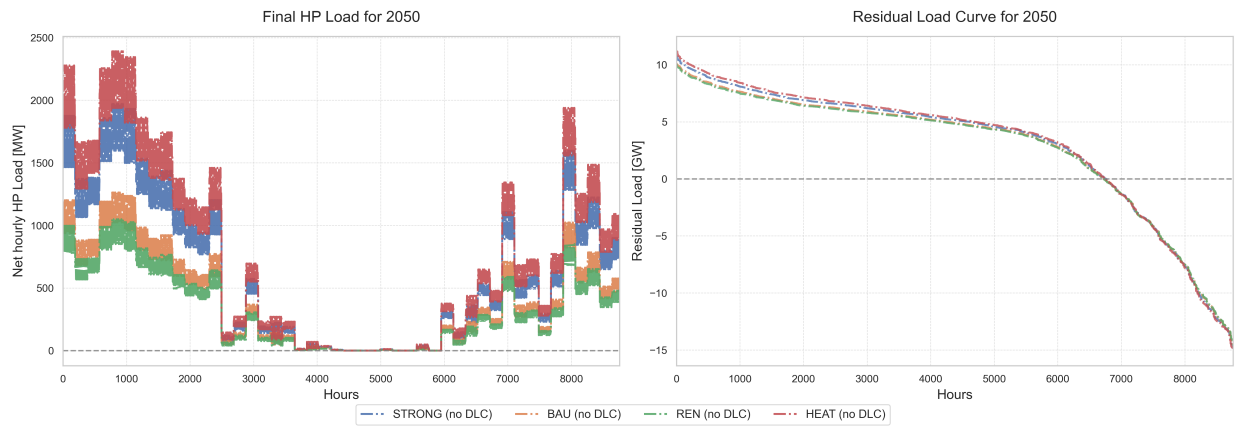 Final HP Load for 2050
Net hourly HP Load [MW]
2500
2000
1500
1000
500
0
0 1000 2000 3000 4000 5000 6000 7000 8000
Hours
Residual Load Curve for 2050
Residual Load [GW]
10
5
0
−5
−10
−15
0 1000 2000 3000 4000 5000 6000 7000 8000
Hours
STRONG (no DLC) BAU (no DLC) REN (no DLC) HEAT (no DLC)